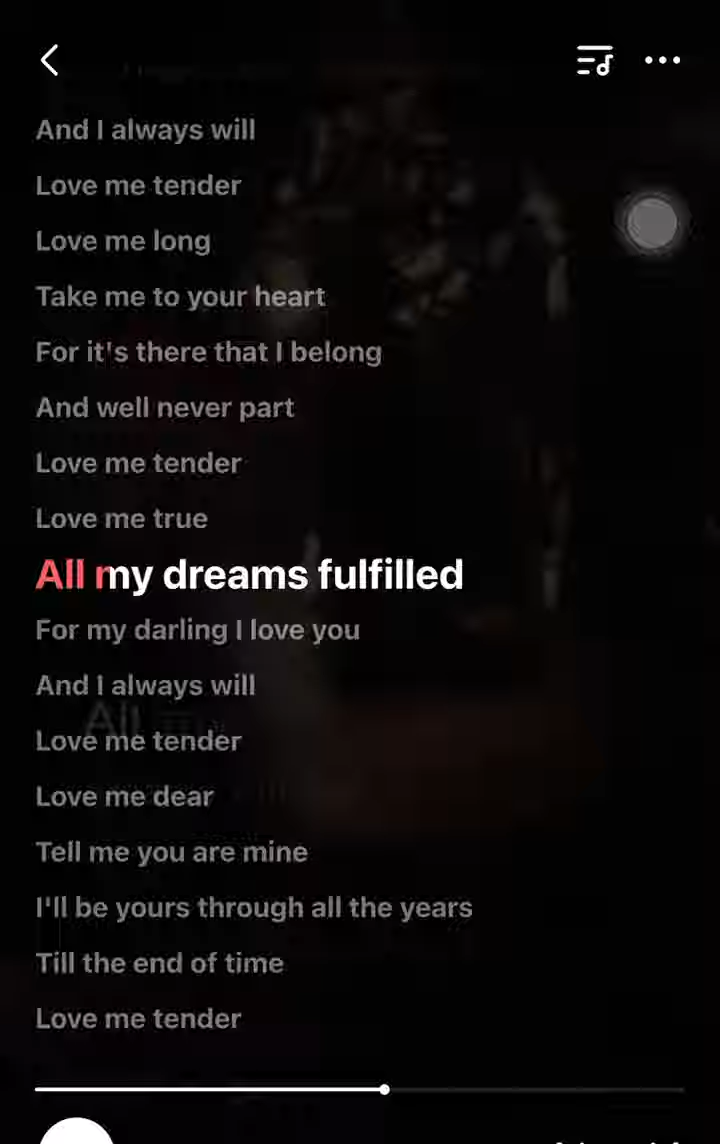 And I always will
Love me tender
Love me long
Take me to your heart
For it's there that I belong
And well never part
Love me tender
Love me true
All my dreams fulfilled
For my darling I love you
And I always will
Love me tender
Love me dear
Tell me you are mine
I'll be yours through all the years
Till the end of time
Love me tender